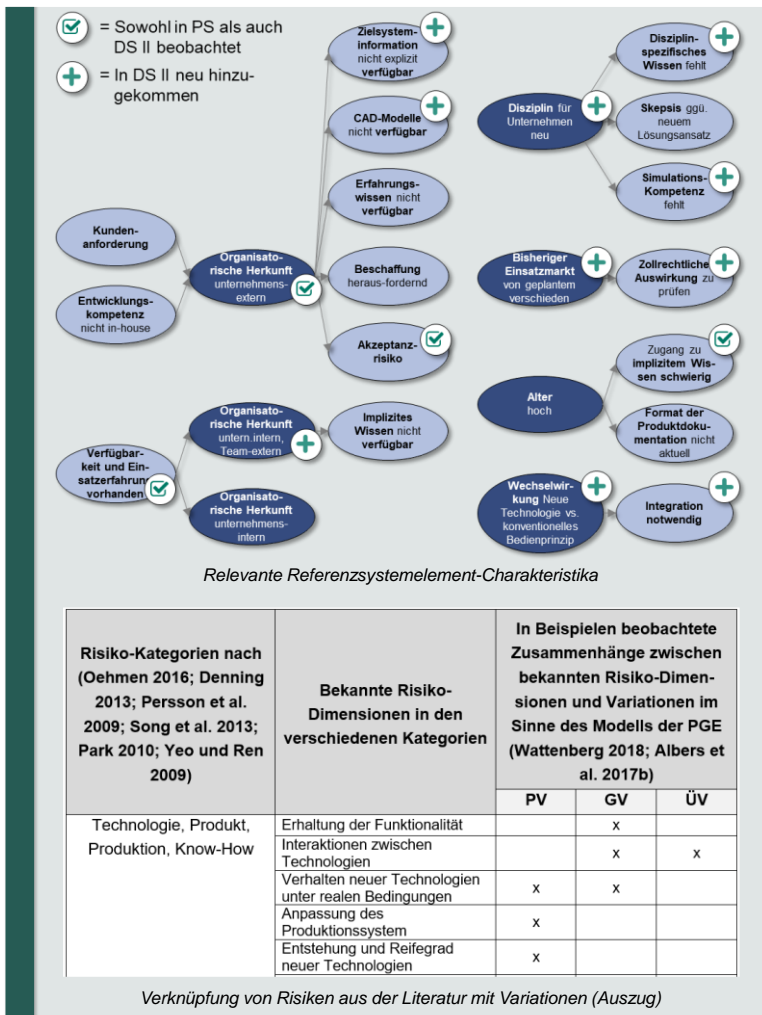 = Sowohl in PS als auch
DS II beobachtet
= In DS II neu hinzu-
gekommen
Zielsystem-
information
nicht explizit
verfügbar
CAD-Modelle
nicht verfügbar
Erfahrungs-
wissen nicht
verfügbar
Kunden-
anforderung
Entwicklungs-
kompetenz
nicht in-house
Organisato-
rische Herkunft
unternehmens-
extern
Beschaffung
heraus-fordernd
Akzeptanz-
risiko
Verfügbar-
keit und Ein-
satzerfahrung
vorhanden
Organisato-
rische Herkunft
untern.intern,
Team-extern
Implizites
Wissen nicht
verfügbar
Organisato-
rische Herkunft
unternehmens-
intern
Disziplin für
Unternehmen
neu
Disziplin-
spezifisches
Wissen fehlt
Skepsis ggü.
neuem
Lösungsansatz
Simulations-
Kompetenz
fehlt
Bisheriger
Einsatzmarkt
von geplantem
verschieden
Zollrechtliche
Auswirkung zu
prüfen
Alter
hoch
Zugang zu
implizitem Wis-
sen schwierig
Format der
Produktdoku-
mentation nicht
aktuell
Wechselwir-
kung Neue
Technologie vs.
konventionelles
Bedienprinzip
Integration
notwendig
Relevante Referenzsystemelement-Charakteristika
Risiko-Kategorien nach
(Oehmen 2016; Denning
2013; Persson et al.
2009; Song et al. 2013;
Park 2010; Yeo und Ren
2009)
Bekannte Risiko-
Dimensionen in den
verschiedenen Kategorien
In Beispielen beobachtete
Zusammenhänge zwischen
bekannten Risiko-Dimen-
sionen und Variationen im
Sinne des Modells der PGE
(Wattenberg 2018; Albers et
al. 2017b)
PV GV ÜV
Technologie, Produkt,
Produktion, Know-How
Erhaltung der Funktionalität x
Interaktionen zwischen
Technologien x x
Verhalten neuer Technologien
unter realen Bedingungen x x
Anpassung des
Produktionssystem x
Entstehung und Reifegrad
neuer Technologien x
Verknüpfung von Risiken aus der Literatur mit Variationen (Auszug)